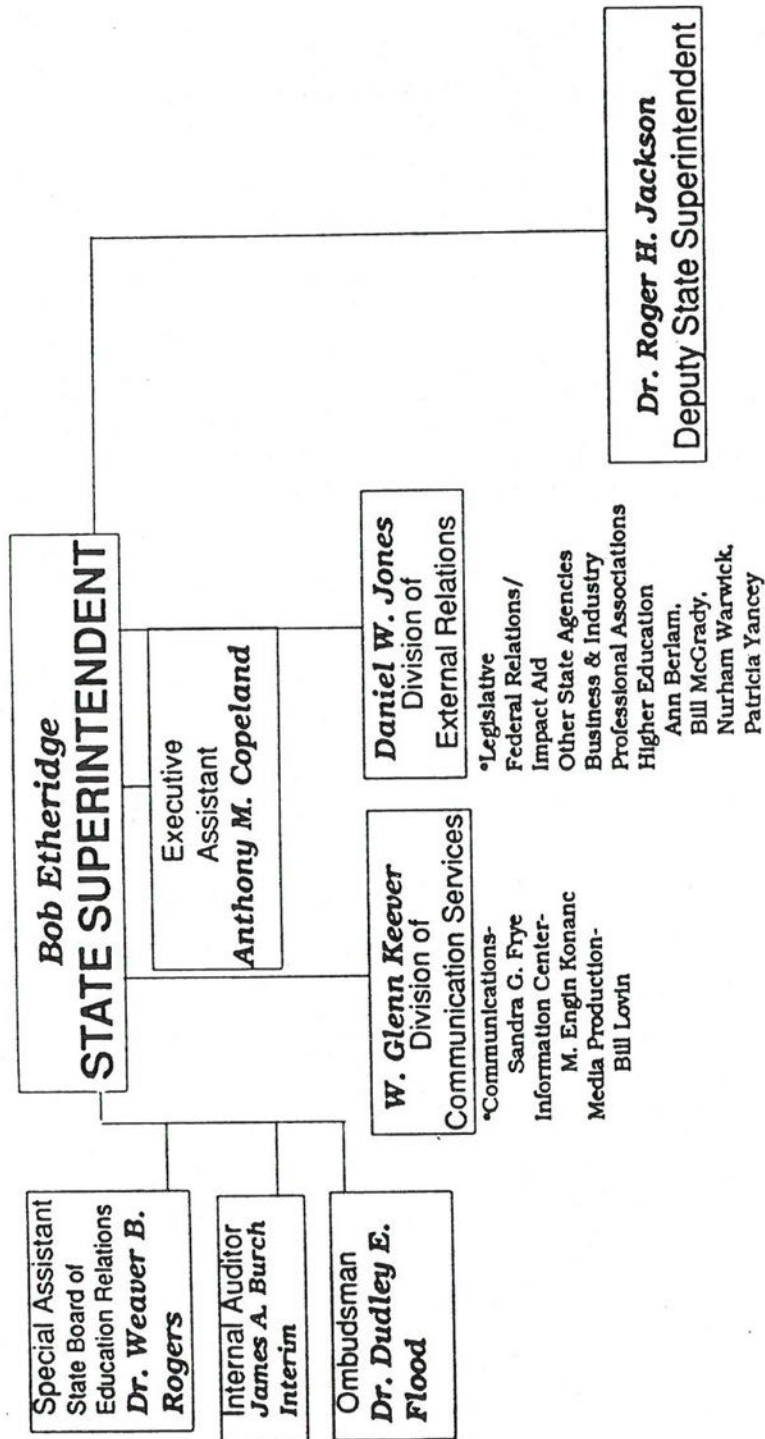 Bob Etheridge
STATE SUPERINTENDENT
Special Assistant
State Board of
Education Relations
Dr. Weaver B.
Rogers
Internal Auditor
James A. Burch
Interim
Ombudsman
Dr. Dudley E.
Flood
Executive
Assistant
Anthony M. Copeland
W. Glenn Keever
Division of
Communication Services
*Communications-
Sandra G. Frye
Information Center-
M. Engin Konanc
Media Production-
Bill Lovin
Daniel W. Jones
Division of
External Relations
*Legislative
Federal Relations/
Impact Aid
Other State Agencies
Business & Industry
Professional Associations
Higher Education
Ann Berlam,
Bill McGrady,
Nurham Warwick,
Patricia Yancey
Dr. Roger H. Jackson
Deputy State Superintendent